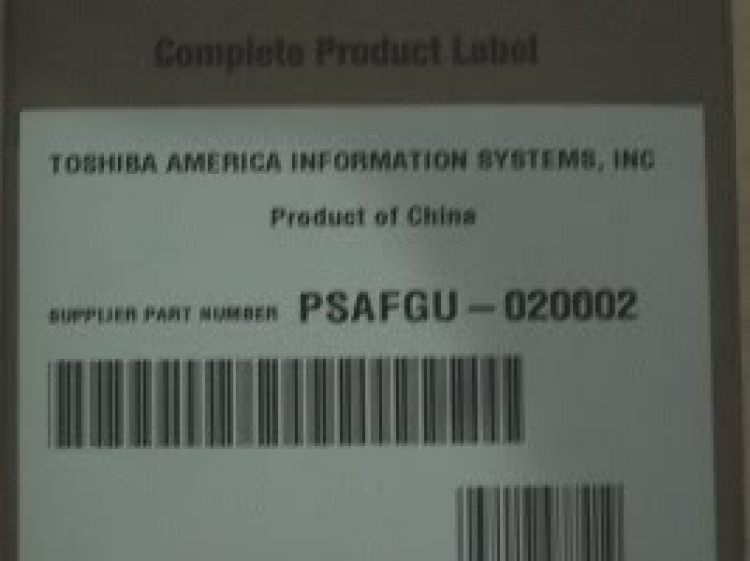 Complete Product Label
TOSHIBA AMERICA INFORMATION SYSTEMS, INC
Product of China
SUPPLIER PART NUMBER PSAFGU – 020002